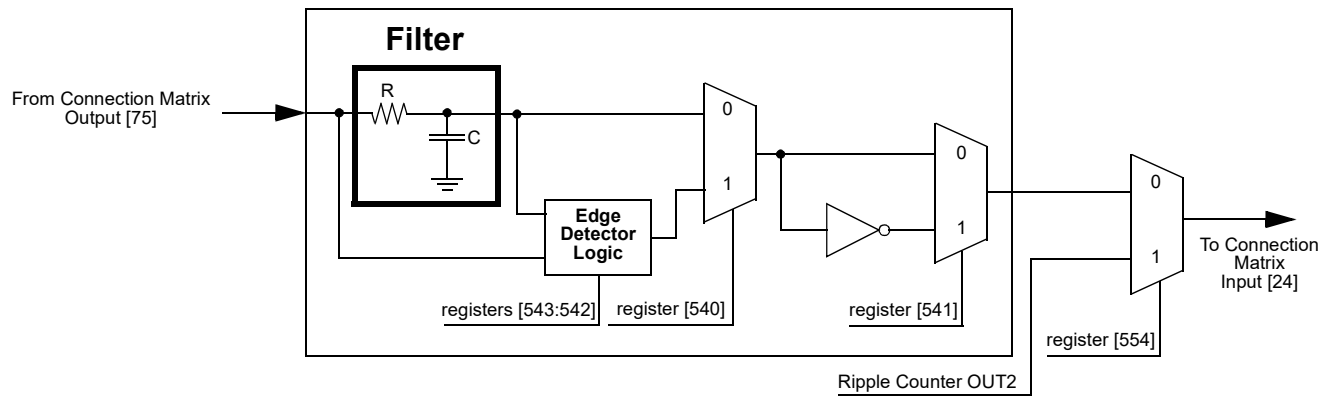 Filter
From Connection Matrix
Output [75]
R
C
0
1
Edge
Detector
Logic
registers [543:542]
register [540]
0
1
register [541]
0
1
register [554]
Ripple Counter OUT2
To Connection
Matrix
Input [24]